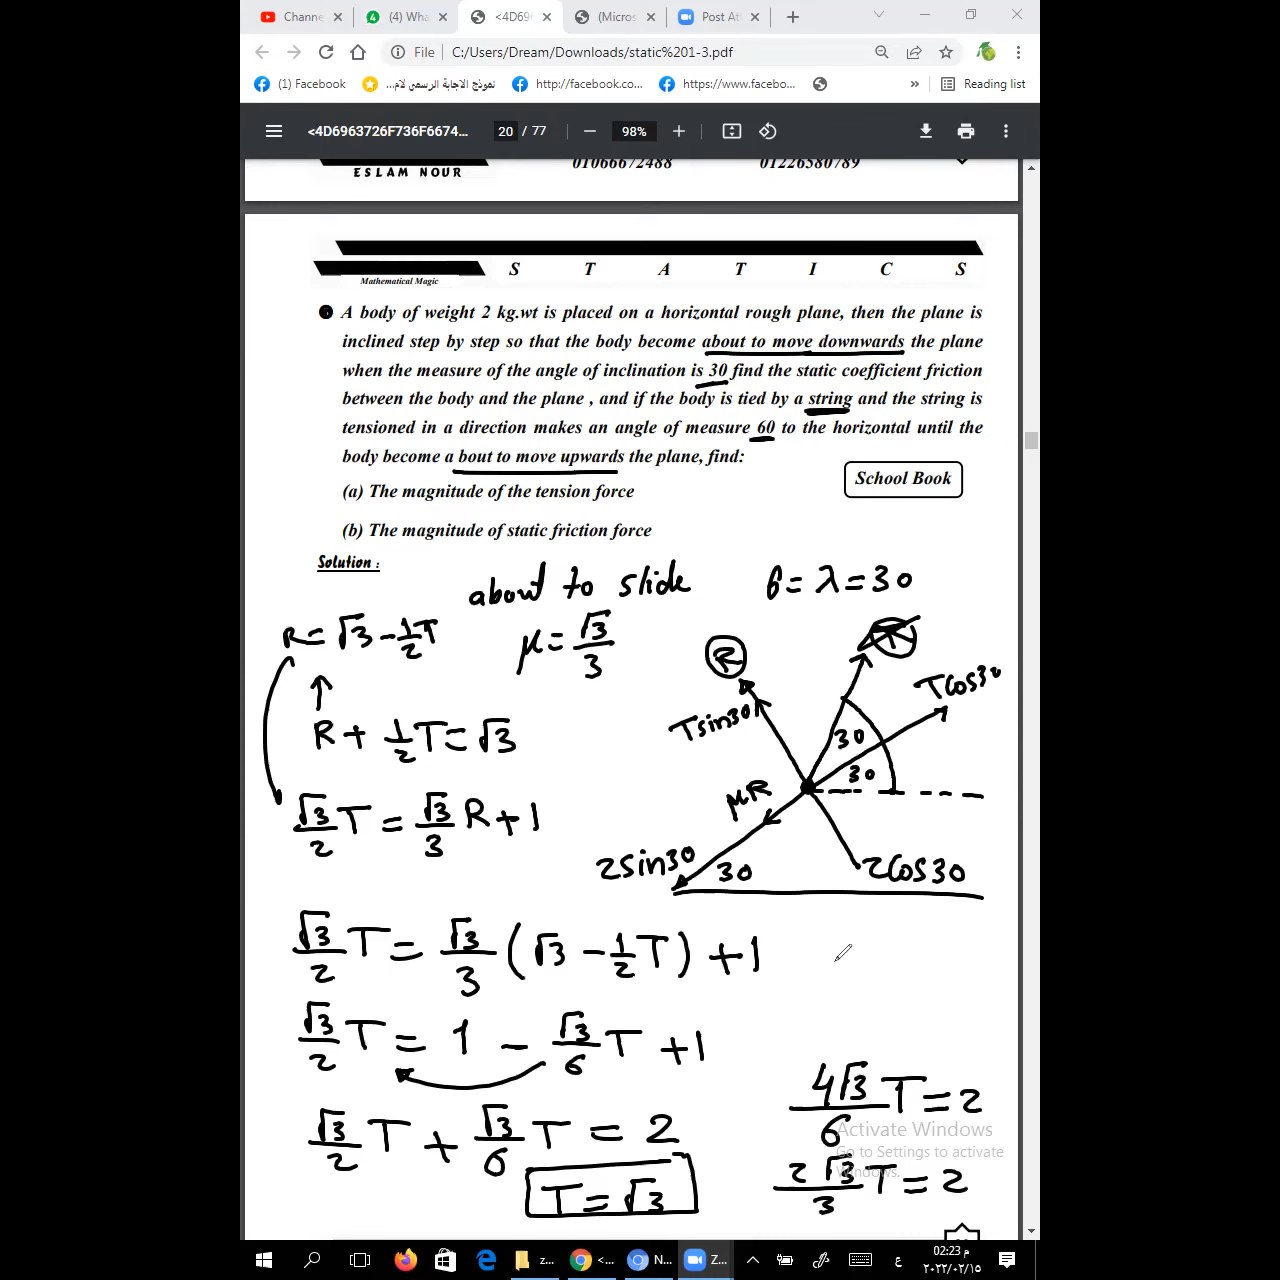 Channe
(4) Wha
<4D69
(Micros
Post At
File C:/Users/Dream/Downloads/static%201-3.pdf
(1) Facebook
نموذج الاجابة الرسمى لام...
http://facebook.co...
https://www.facebo...
»
Reading list
<4D6963726F736F6674...
20 / 77
98%
ESLAM NOUR
01066672488
01226580789
S T A T I C S
Mathematical Magic
A body of weight 2 kg.wt is placed on a horizontal rough plane, then the plane is
inclined step by step so that the body become about to move downwards the plane
when the measure of the angle of inclination is 30 find the static coefficient friction
between the body and the plane , and if the body is tied by a string and the string is
tensioned in a direction makes an angle of measure 60 to the horizontal until the
body become a bout to move upwards the plane, find:
School Book
(a) The magnitude of the tension force
(b) The magnitude of static friction force
Solution :
about to slide θ = λ = 30
R = √3 - 1/2 T
μ = √3/3
R
T cos30
T sin30
R + 1/2 T = √3
30
30
μR
√3/2 T = √3/3 R + 1
2 sin30
30
2 cos30
√3/2 T = √3/3 ( √3 - 1/2 T ) + 1
√3/2 T = 1 - √3/6 T + 1
4√3/6 T = 2
√3/2 T + √3/6 T = 2
Activate Windows
Go to Settings to activate
Windows.
2√3/3 T = 2
T = √3
z...
<...
N...
Z...
ع
02:23 م
٢٠٢٢/٠٢/١٥